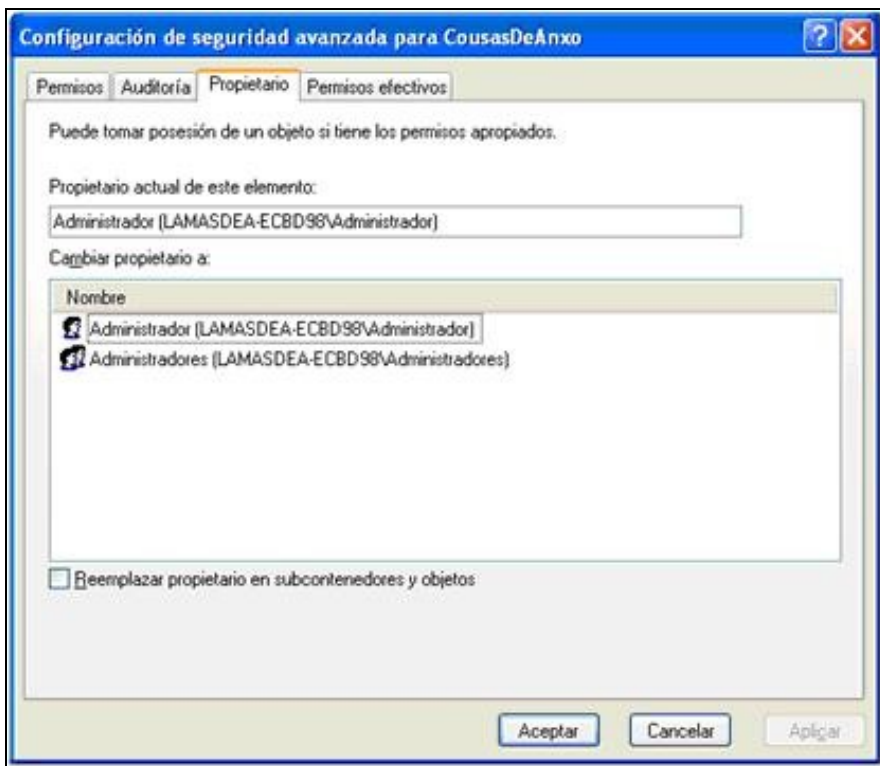 Configuración de seguridad avanzada para CousasDeAnxo
Permisos Auditoría Propietario Permisos efectivos
Puede tomar posesión de un objeto si tiene los permisos apropiados.
Propietario actual de este elemento:
Administrador (LAMASDEA-ECBD98\Administrador)
Cambiar propietario a:
Nombre
Administrador (LAMASDEA-ECBD98\Administrador)
Administradores (LAMASDEA-ECBD98\Administradores)
Reemplazar propietario en subcontenedores y objetos
Aceptar Cancelar Aplicar